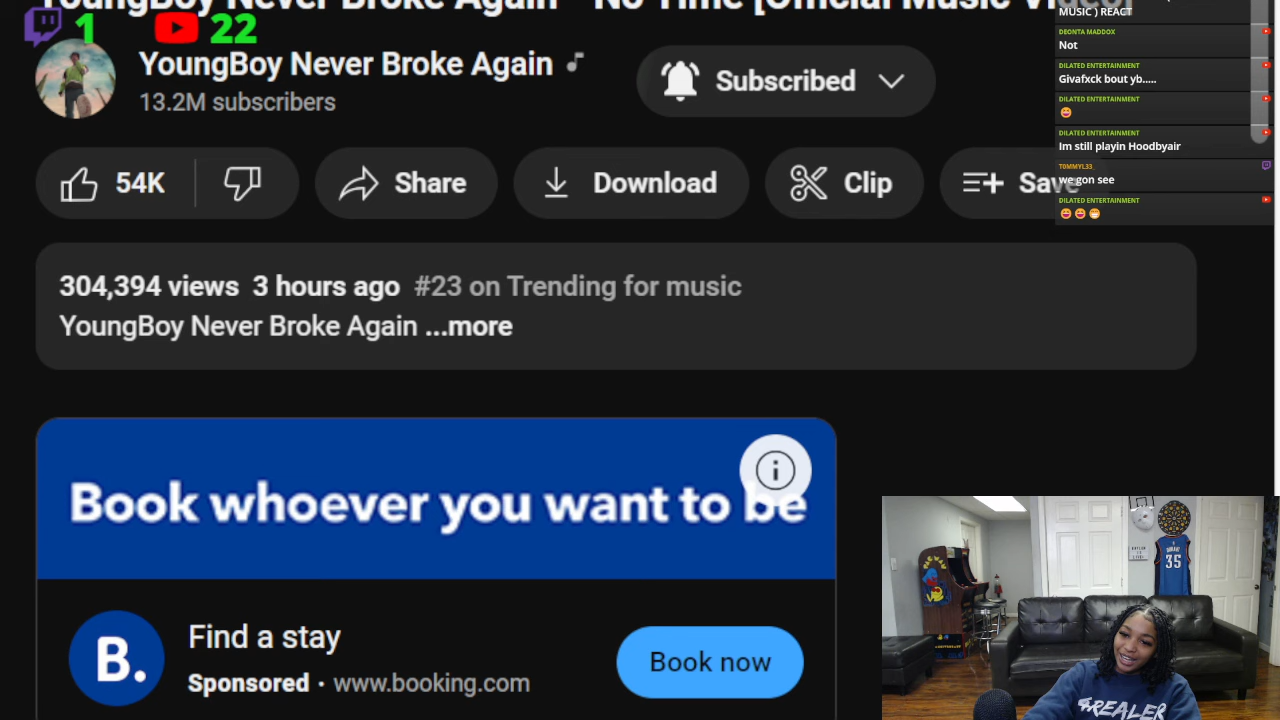 YoungBoy Never Broke Again - No Time [Official Music Video]
1 22
YoungBoy Never Broke Again
13.2M subscribers
Subscribed
54K
Share
Download
Clip
Save
304,394 views 3 hours ago #23 on Trending for music
YoungBoy Never Broke Again ...more
Book whoever you want to be
B.
Find a stay
Sponsored · www.booking.com
Book now
MUSIC ) REACT
DEONTA MADDOX
Not
DILATED ENTERTAINMENT
Givafxck bout yb.....
DILATED ENTERTAINMENT
😄
DILATED ENTERTAINMENT
Im still playin Hoodbyair
T0MMYL33_
we gon see
DILATED ENTERTAINMENT
😆😆😁
35